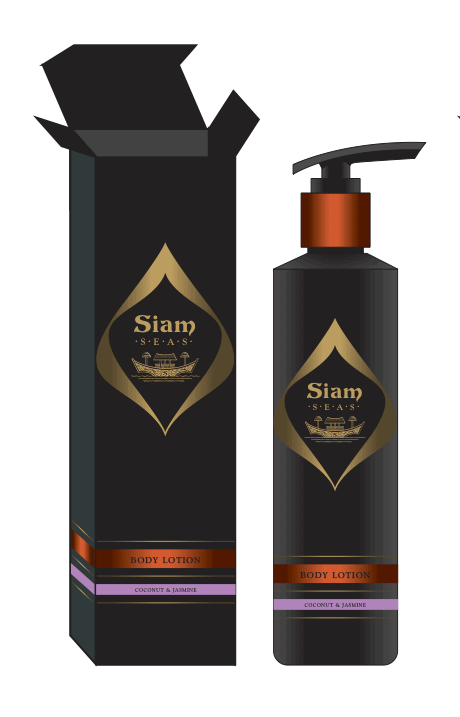 Siam
·S·E·A·S·
BODY LOTION
COCONUT & JASMINE
Siam
·S·E·A·S·
BODY LOTION
COCONUT & JASMINE